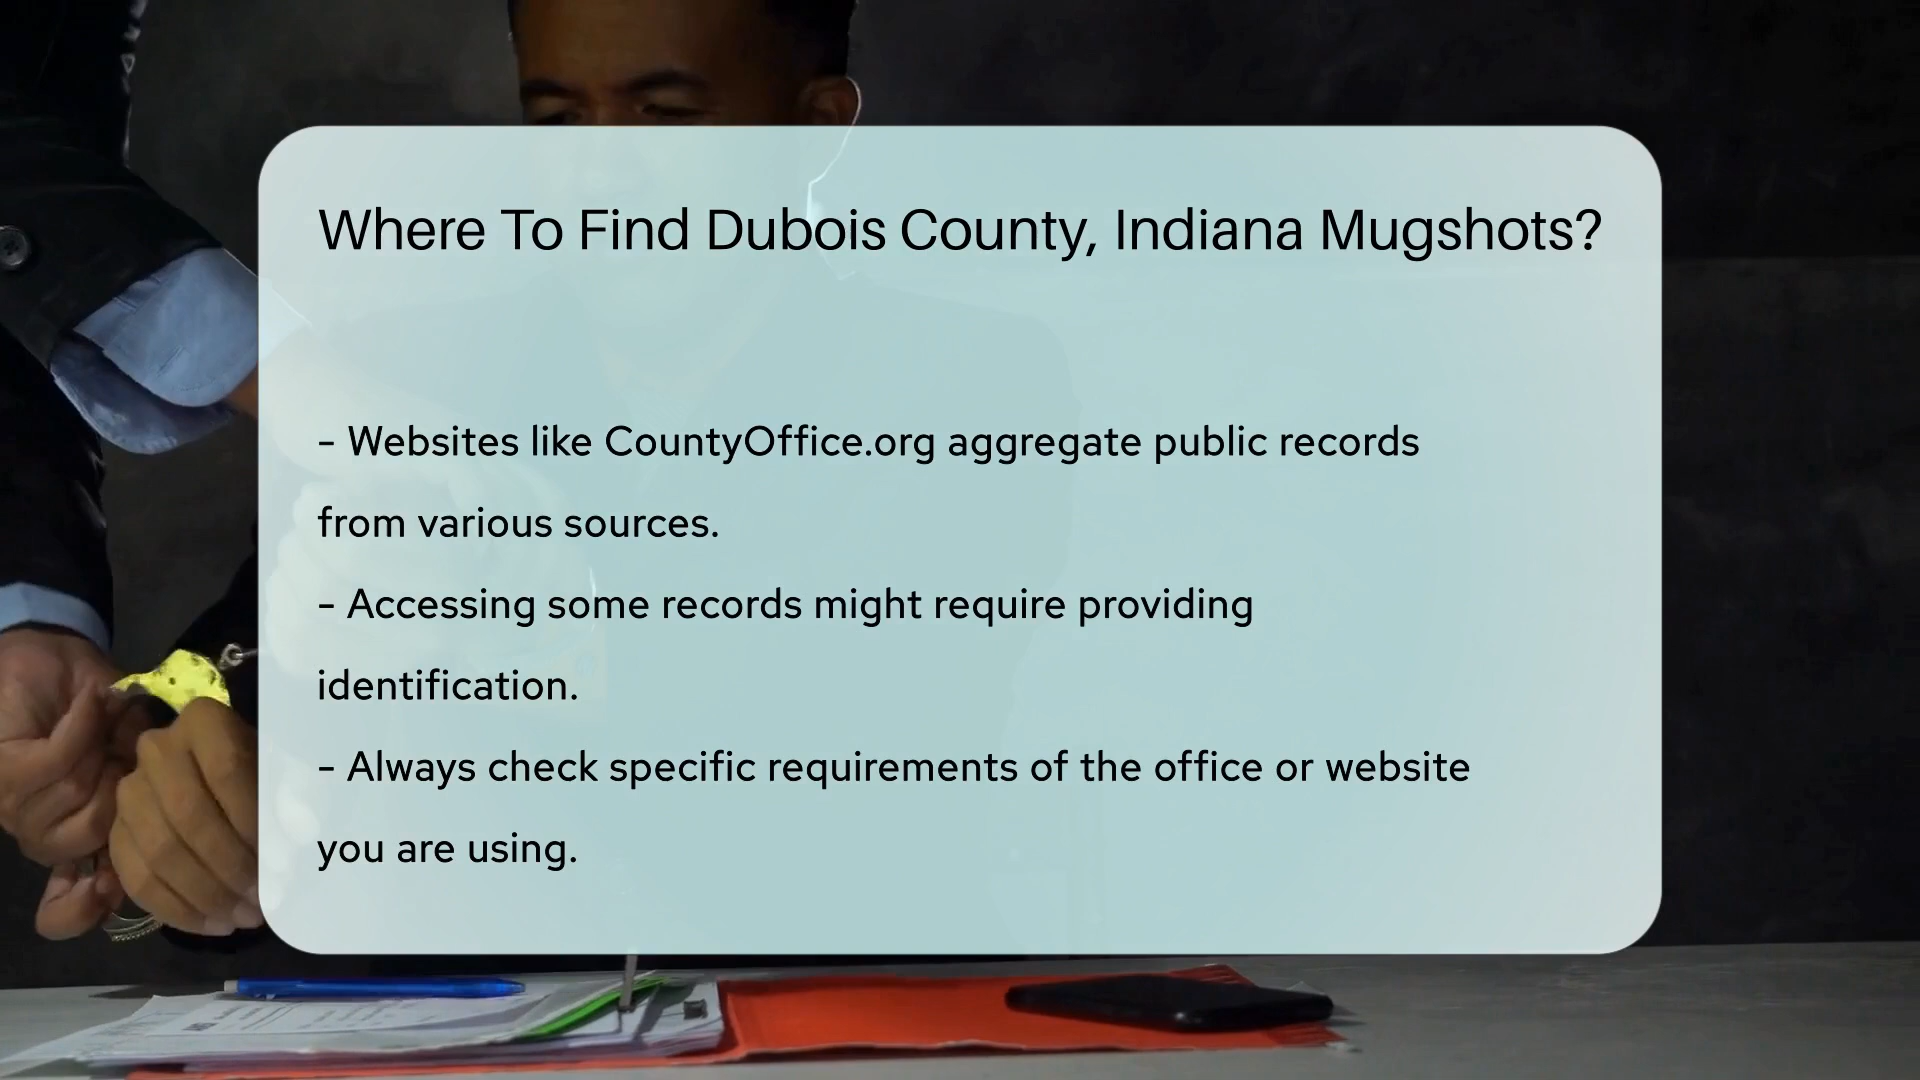 Where To Find Dubois County, Indiana Mugshots?
- Websites like CountyOffice.org aggregate public records
from various sources.
- Accessing some records might require providing
identification.
- Always check specific requirements of the office or website
you are using.